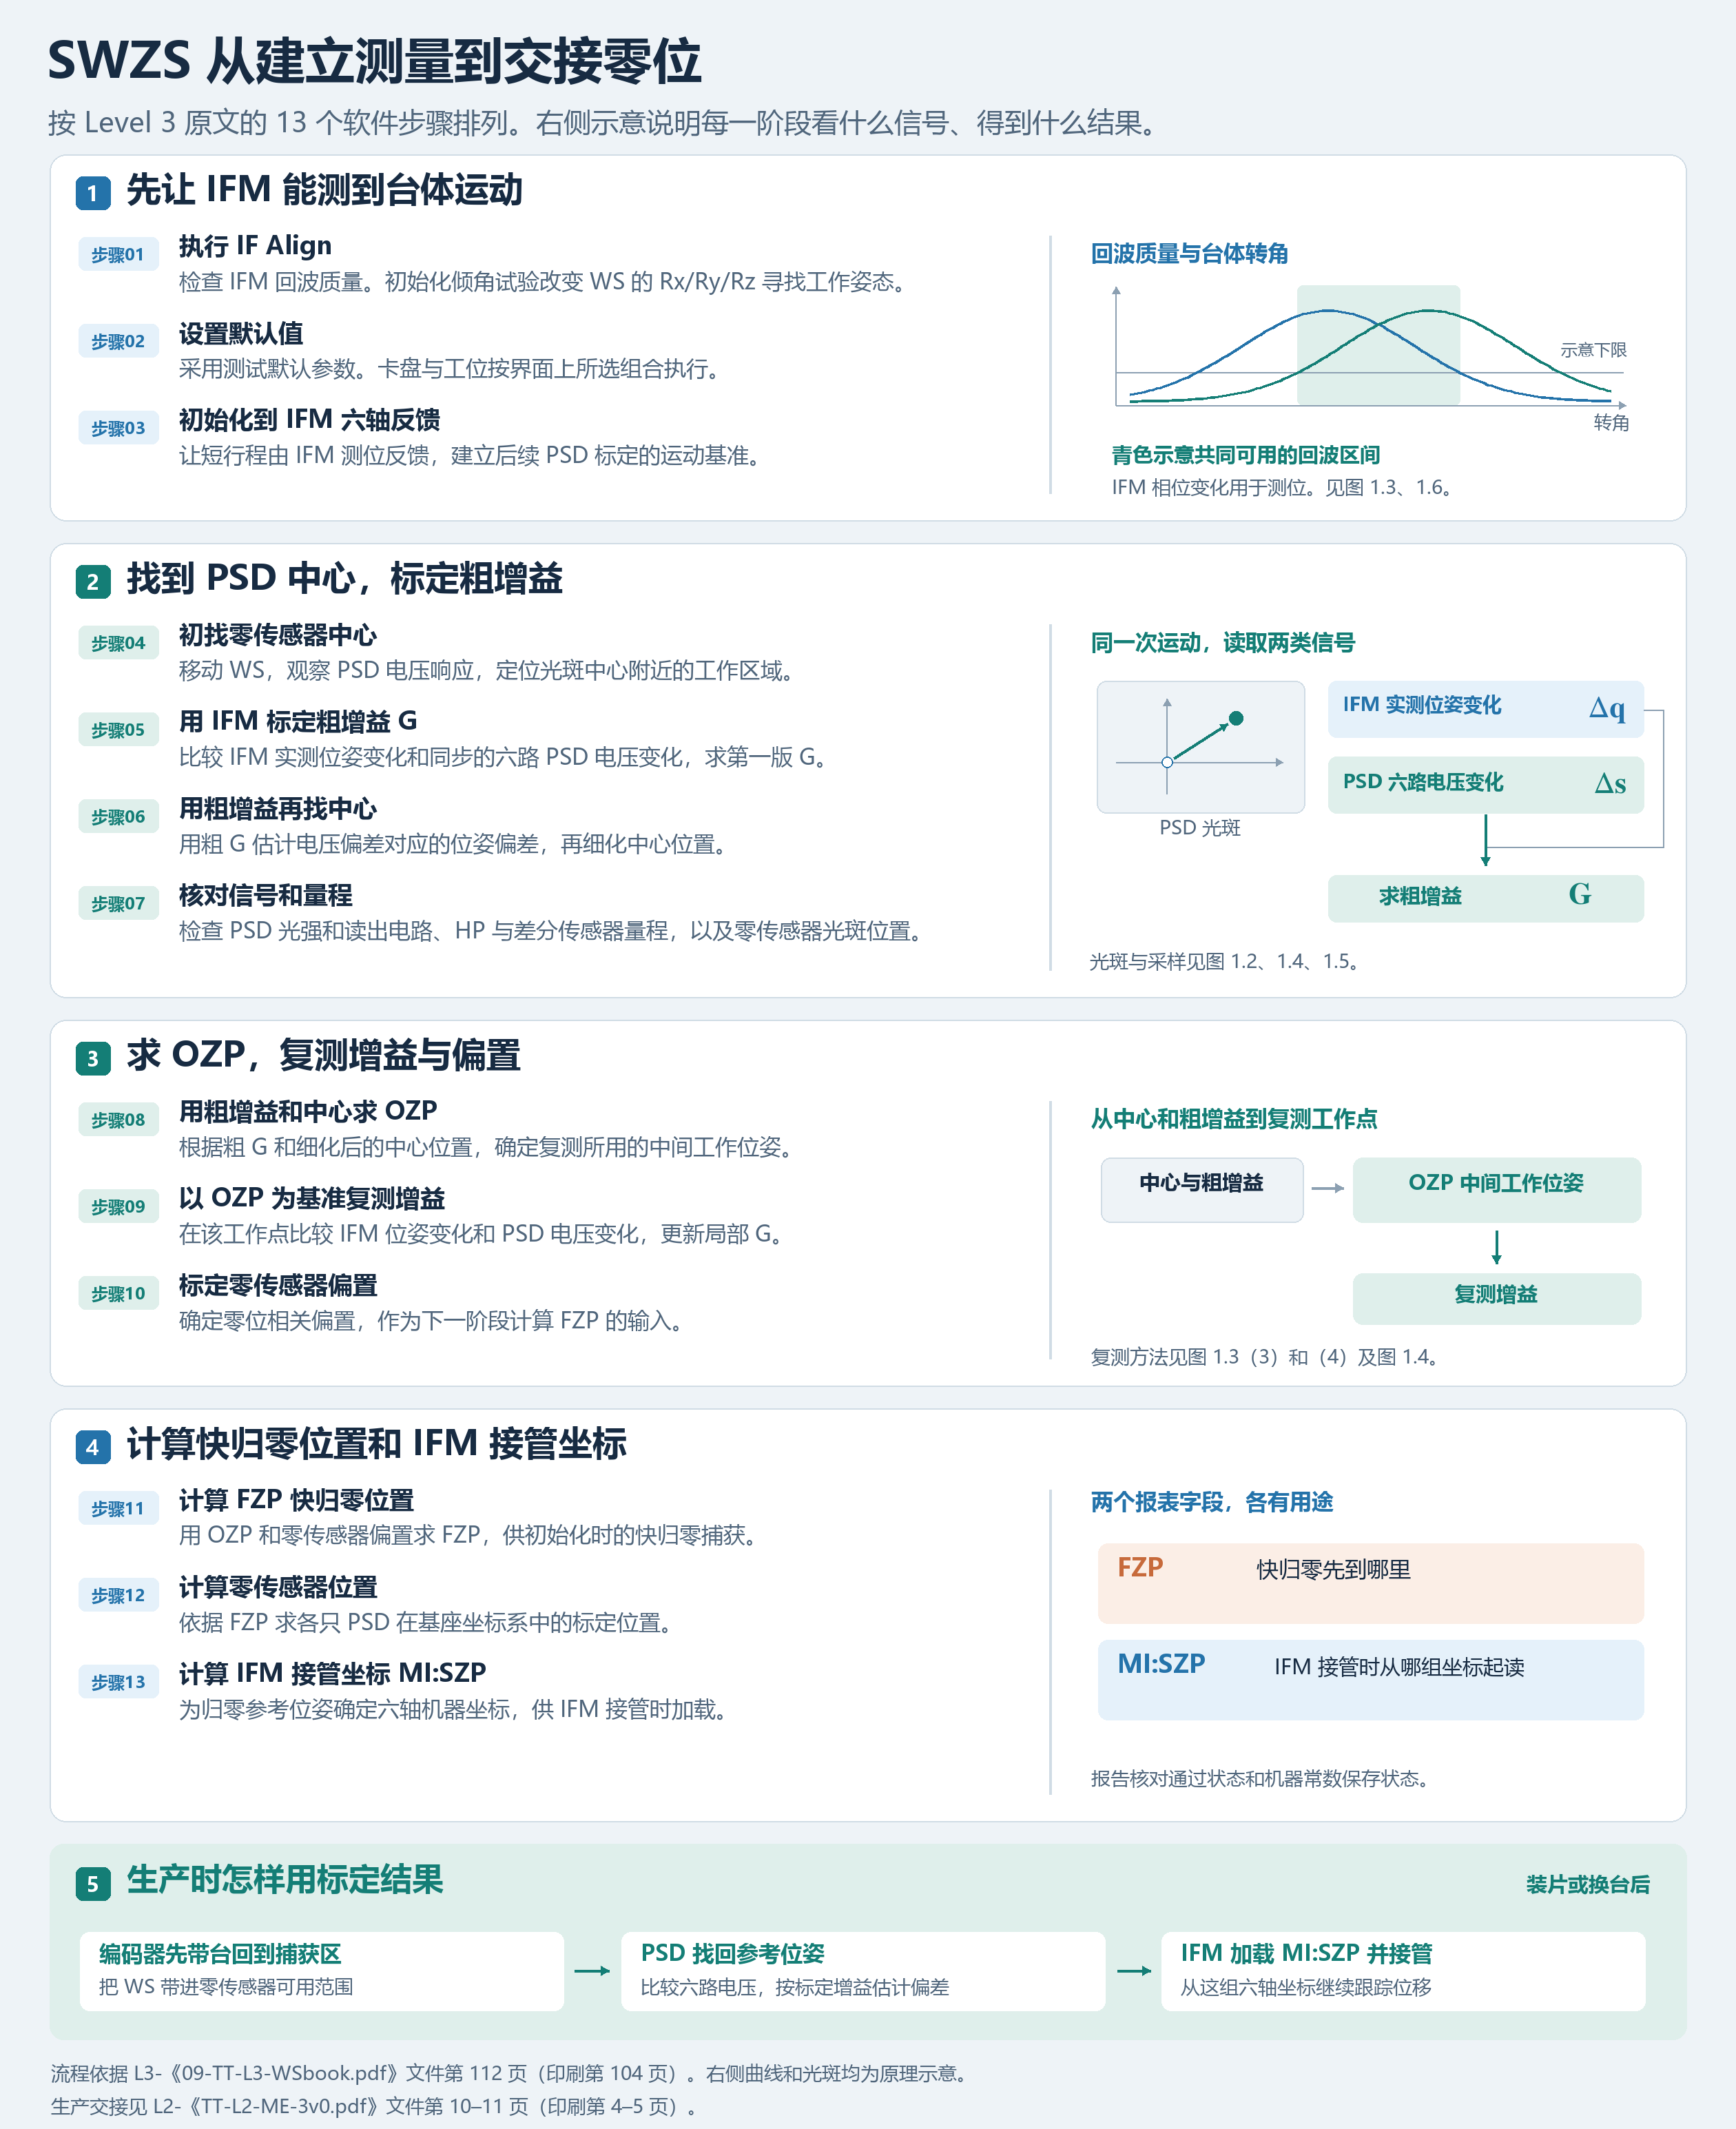 SWZS 从建立测量到交接零位
按 Level 3 原文的 13 个软件步骤排列。右侧示意说明每一阶段看什么信号、得到什么结果。
1 先让 IFM 能测到台体运动
步骤01 执行 IF Align
检查 IFM 回波质量。初始化倾角试验改变 WS 的 Rx/Ry/Rz 寻找工作姿态。
步骤02 设置默认值
采用测试默认参数。卡盘与工位按界面上所选组合执行。
步骤03 初始化到 IFM 六轴反馈
让短行程由 IFM 测位反馈，建立后续 PSD 标定的运动基准。
回波质量与台体转角
示意下限
转角
青色示意共同可用的回波区间
IFM 相位变化用于测位。见图 1.3、1.6。
2 找到 PSD 中心，标定粗增益
步骤04 初找零传感器中心
移动 WS，观察 PSD 电压响应，定位光斑中心附近的工作区域。
步骤05 用 IFM 标定粗增益 G
比较 IFM 实测位姿变化和同步的六路 PSD 电压变化，求第一版 G。
步骤06 用粗增益再找中心
用粗 G 估计电压偏差对应的位姿偏差，再细化中心位置。
步骤07 核对信号和量程
检查 PSD 光强和读出电路、HP 与差分传感器量程，以及零传感器光斑位置。
同一次运动，读取两类信号
IFM 实测位姿变化 Δq
PSD 六路电压变化 Δs
PSD 光斑
求粗增益 G
光斑与采样见图 1.2、1.4、1.5。
3 求 OZP，复测增益与偏置
步骤08 用粗增益和中心求 OZP
根据粗 G 和细化后的中心位置，确定复测所用的中间工作位姿。
步骤09 以 OZP 为基准复测增益
在该工作点比较 IFM 位姿变化和 PSD 电压变化，更新局部 G。
步骤10 标定零传感器偏置
确定零位相关偏置，作为下一阶段计算 FZP 的输入。
从中心和粗增益到复测工作点
中心与粗增益 OZP 中间工作位姿
复测增益
复测方法见图 1.3（3）和（4）及图 1.4。
4 计算快归零位置和 IFM 接管坐标
步骤11 计算 FZP 快归零位置
用 OZP 和零传感器偏置求 FZP，供初始化时的快归零捕获。
步骤12 计算零传感器位置
依据 FZP 求各只 PSD 在基座坐标系中的标定位置。
步骤13 计算 IFM 接管坐标 MI:SZP
为归零参考位姿确定六轴机器坐标，供 IFM 接管时加载。
两个报表字段，各有用途
FZP 快归零先到哪里
MI:SZP IFM 接管时从哪组坐标起读
报告核对通过状态和机器常数保存状态。
5 生产时怎样用标定结果 装片或换台后
编码器先带台回到捕获区
把 WS 带进零传感器可用范围
PSD 找回参考位姿
比较六路电压，按标定增益估计偏差
IFM 加载 MI:SZP 并接管
从这组六轴坐标继续跟踪位移
流程依据 L3-《09-TT-L3-WSbook.pdf》文件第 112 页（印刷第 104 页）。右侧曲线和光斑均为原理示意。
生产交接见 L2-《TT-L2-ME-3v0.pdf》文件第 10–11 页（印刷第 4–5 页）。